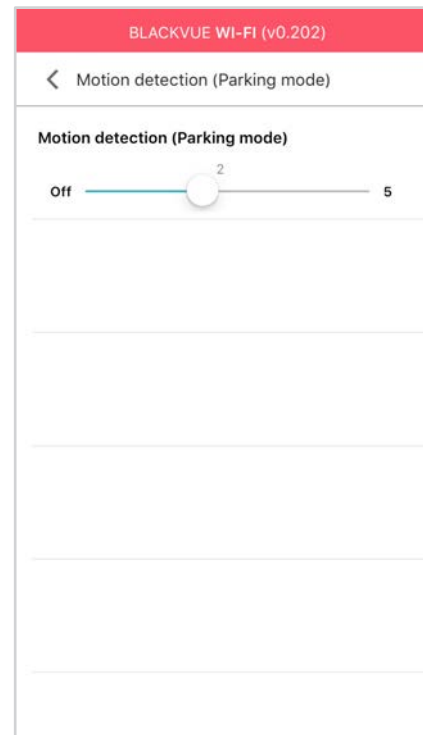 BLACKVUE WI-FI (v0.202)
Motion detection (Parking mode)
Motion detection (Parking mode)
2
Off 5